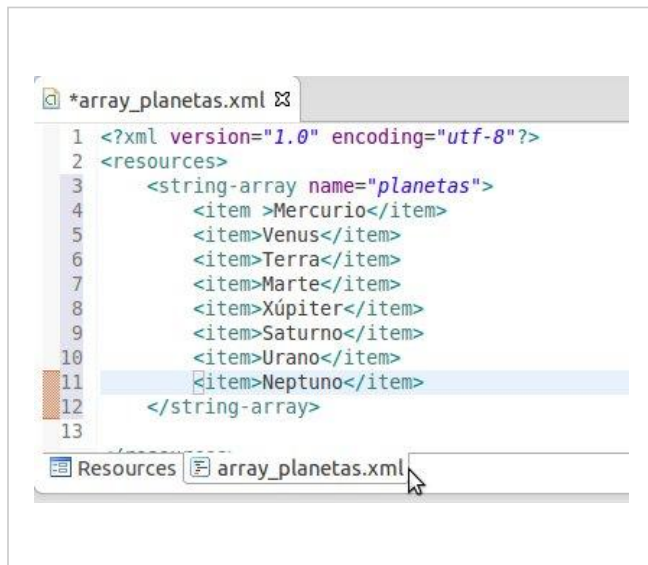 *array_planetas.xml
1 <?xml version="1.0" encoding="utf-8"?>
2 <resources>
3 <string-array name="planetas">
4 <item >Mercurio</item>
5 <item>Venus</item>
6 <item>Terra</item>
7 <item>Marte</item>
8 <item>Xúpiter</item>
9 <item>Saturno</item>
10 <item>Urano</item>
11 <item>Neptuno</item>
12 </string-array>
13
Resources array_planetas.xml